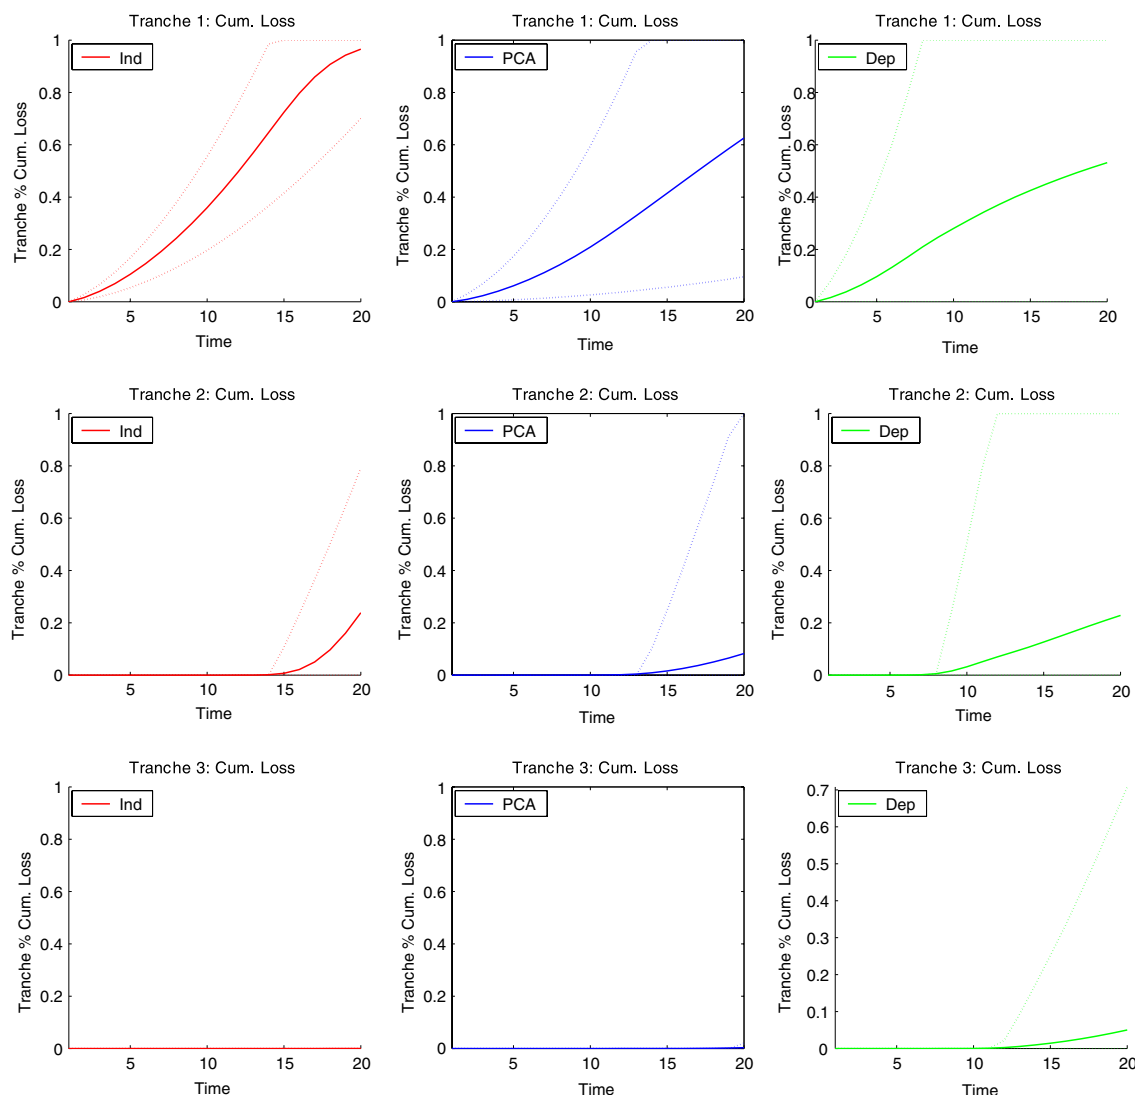 Tranche 1: Cum. Loss
Ind
Tranche % Cum. Loss
1
0.8
0.6
0.4
0.2
0
5 10 15 20
Time
Tranche 1: Cum. Loss
PCA
Tranche % Cum. Loss
1
0.8
0.6
0.4
0.2
0
5 10 15 20
Time
Tranche 1: Cum. Loss
Dep
Tranche % Cum. Loss
1
0.8
0.6
0.4
0.2
0
5 10 15 20
Time
Tranche 2: Cum. Loss
Ind
Tranche % Cum. Loss
1
0.8
0.6
0.4
0.2
0
5 10 15 20
Time
Tranche 2: Cum. Loss
PCA
Tranche % Cum. Loss
1
0.8
0.6
0.4
0.2
0
5 10 15 20
Time
Tranche 2: Cum. Loss
Dep
Tranche % Cum. Loss
1
0.8
0.6
0.4
0.2
0
5 10 15 20
Time
Tranche 3: Cum. Loss
Ind
Tranche % Cum. Loss
1
0.8
0.6
0.4
0.2
0
5 10 15 20
Time
Tranche 3: Cum. Loss
PCA
Tranche % Cum. Loss
1
0.8
0.6
0.4
0.2
0
5 10 15 20
Time
Tranche 3: Cum. Loss
Dep
Tranche % Cum. Loss
0.7
0.6
0.5
0.4
0.3
0.2
0.1
0
5 10 15 20
Time